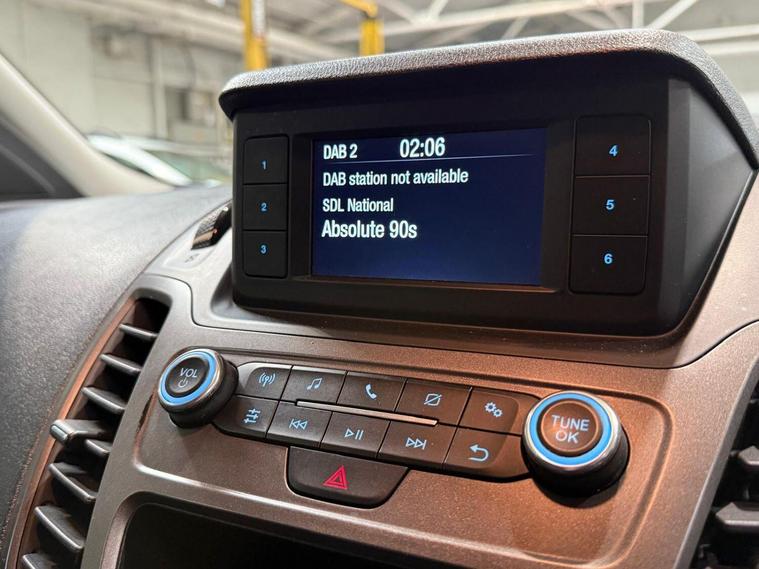 DAB 2 02:06
DAB station not available
SDL National
Absolute 90s
1
2
3
4
5
6
VOL
TUNE
OK